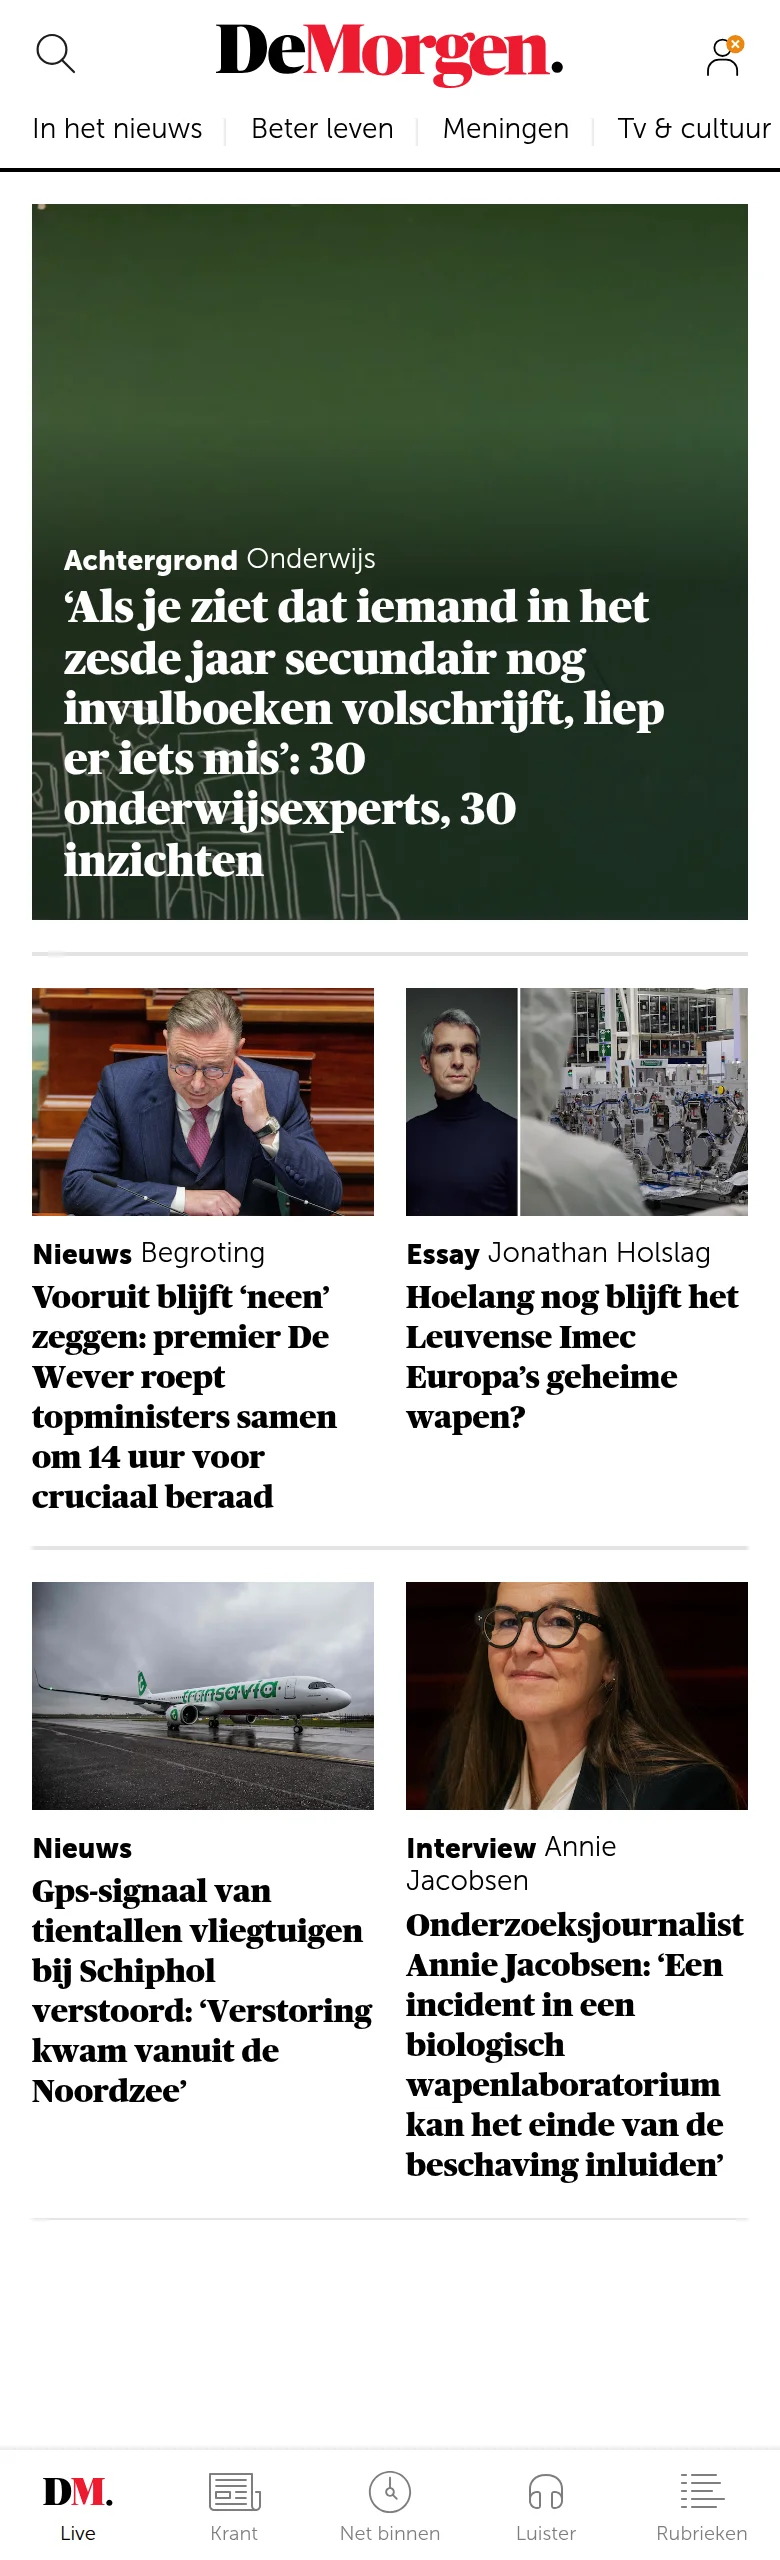 DeMorgen.
In het nieuws
Beter leven
Meningen
Tv & cultuur
Achtergrond Onderwijs
‘Als je ziet dat iemand in het
zesde jaar secundair nog
invulboeken volschrijft, liep
er iets mis’: 30
onderwijsexperts, 30
inzichten
Nieuws Begroting
Vooruit blijft ‘neen’
zeggen: premier De
Wever roept
topministers samen
om 14 uur voor
cruciaal beraad
Essay Jonathan Holslag
Hoelang nog blijft het
Leuvense Imec
Europa’s geheime
wapen?
transavia
Nieuws
Gps-signaal van
tientallen vliegtuigen
bij Schiphol
verstoord: ‘Verstoring
kwam vanuit de
Noordzee’
Interview Annie
Jacobsen
Onderzoeksjournalist
Annie Jacobsen: ‘Een
incident in een
biologisch
wapenlaboratorium
kan het einde van de
beschaving inluiden’
DM.
Live
Krant
Net binnen
Luister
Rubrieken